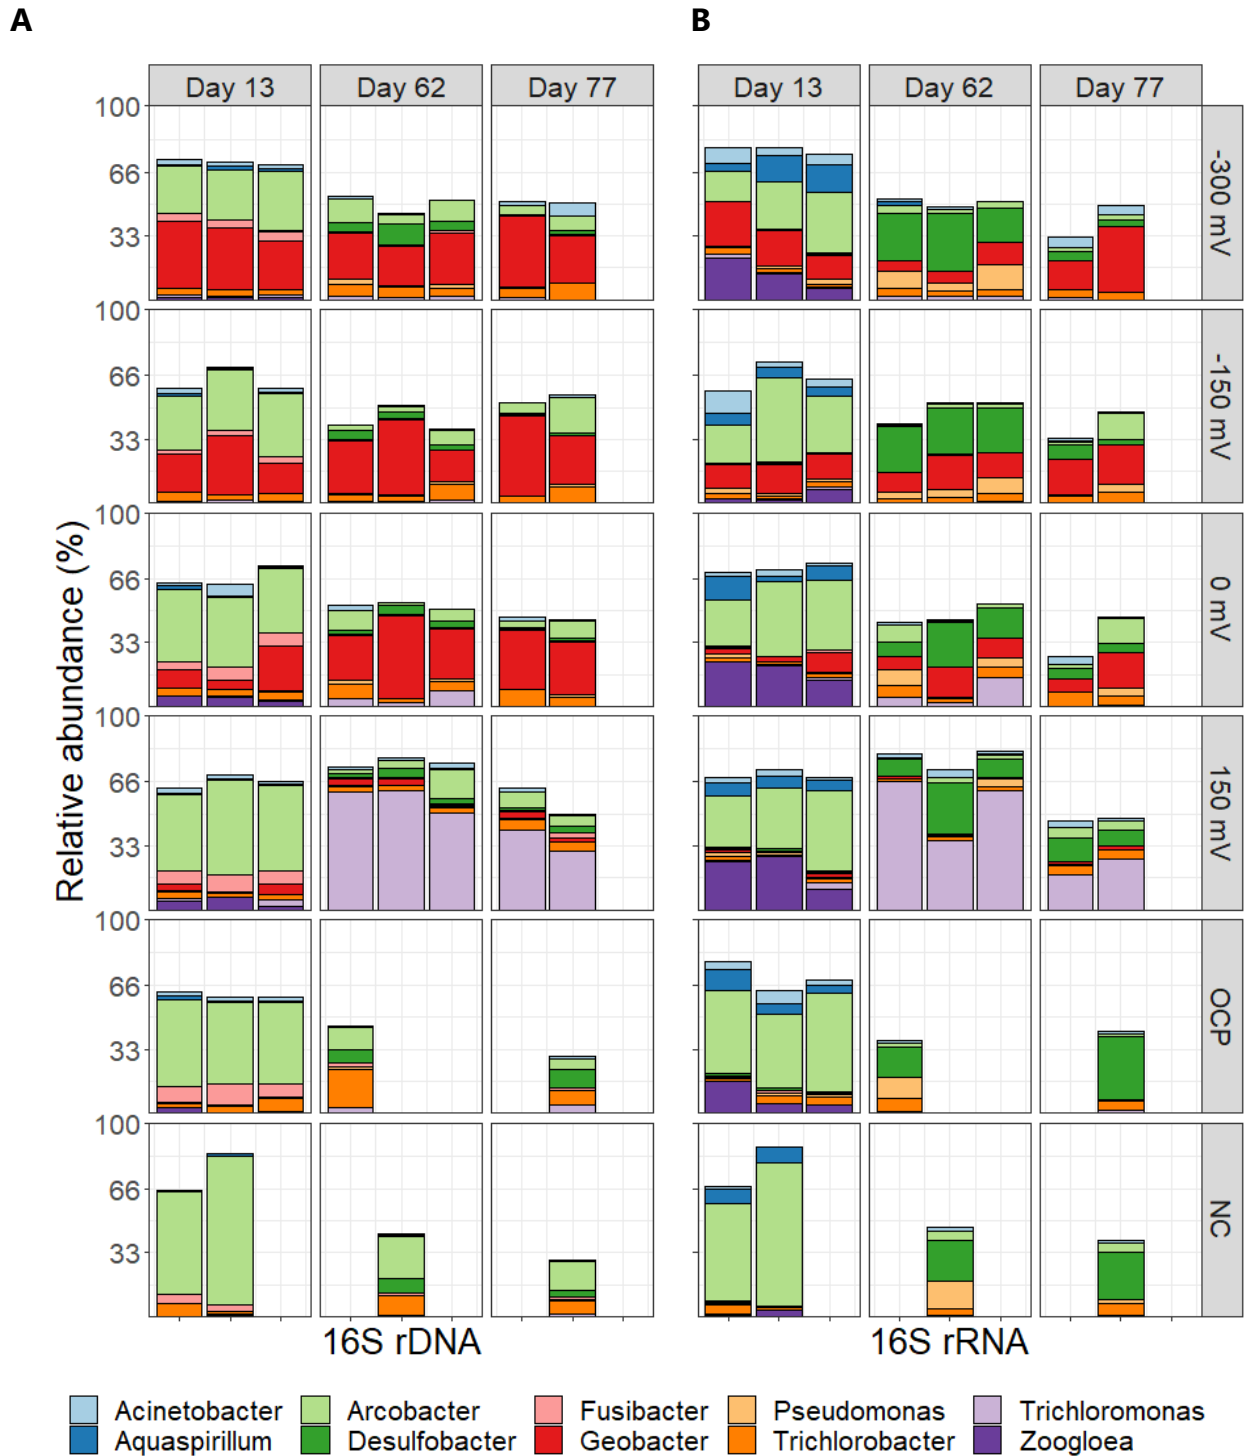 A B
Day 13 Day 62 Day 77 Day 13 Day 62 Day 77
100
66
33
-300 mV
100
66
33
-150 mV
100
66
33
0 mV
100
66
33
150 mV
100
66
33
OCP
100
66
33
NC
Relative abundance (%)
16S rDNA 16S rRNA
Acinetobacter Arcobacter Fusibacter Pseudomonas Trichloromonas
Aquaspirillum Desulfobacter Geobacter Trichlorobacter Zoogloea